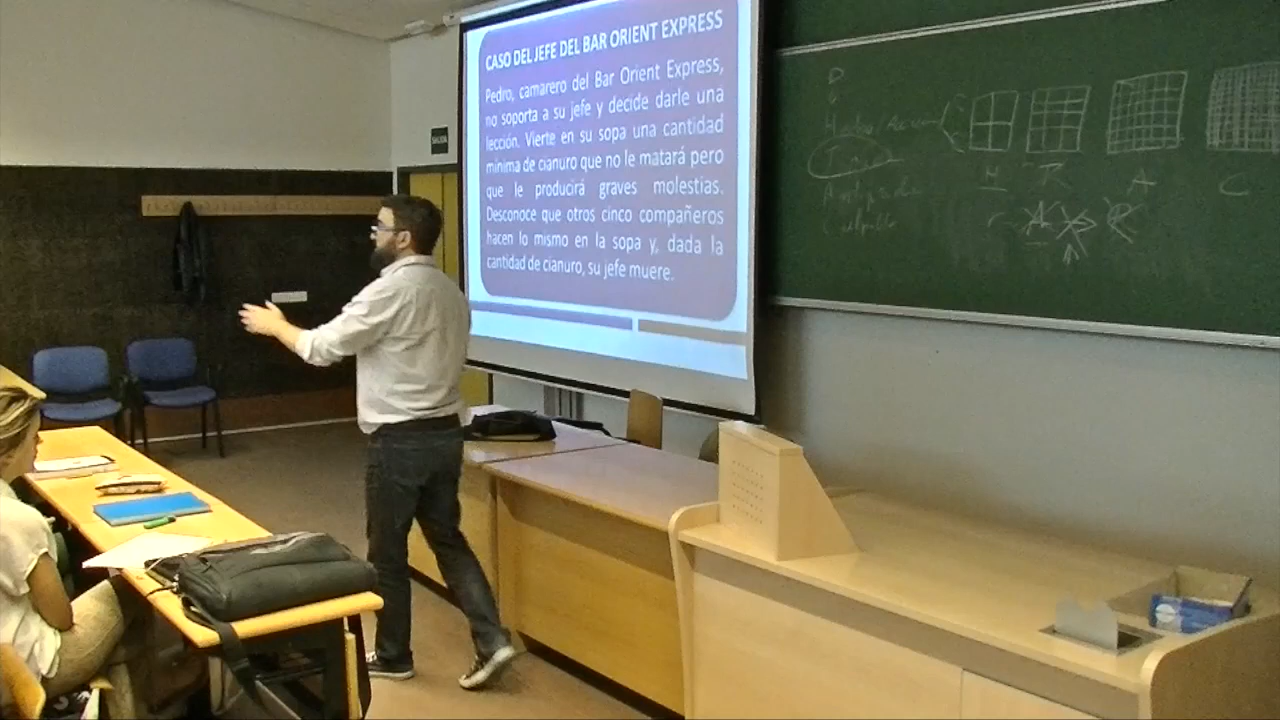 CASO DEL JEFE DEL BAR ORIENT EXPRESS
Pedro, camarero del Bar Orient Express,
no soporta a su jefe y decide darle una
lección. Vierte en su sopa una cantidad
mínima de cianuro que no le matará pero
que le producirá graves molestias.
Desconoce que otros cinco compañeros
hacen lo mismo en la sopa y, dada la
cantidad de cianuro, su jefe muere.
SALIDA
D
A
C